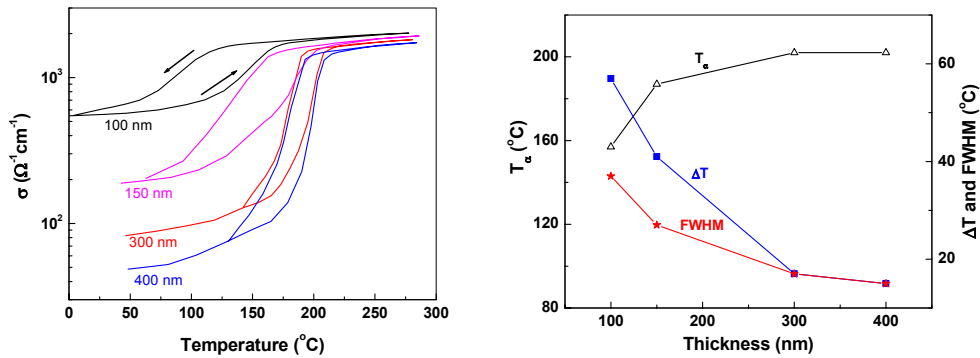 σ (Ω⁻¹cm⁻¹)
10³
10²
100 nm
150 nm
300 nm
400 nm
0 50 100 150 200 250 300
Temperature (°C)
T_α (°C)
200
160
120
80
T_α
ΔT
FWHM
60
40
20
ΔT and FWHM (°C)
100 200 300 400
Thickness (nm)